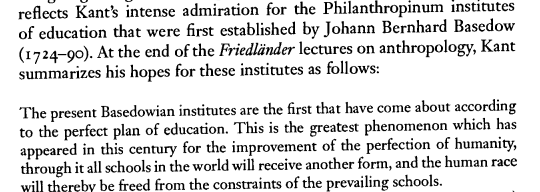 reflects Kant's intense admiration for the Philanthropinum institutes
of education that were first established by Johann Bernhard Basedow
(1724–90). At the end of the Friedländer lectures on anthropology, Kant
summarizes his hopes for these institutes as follows:
The present Basedowian institutes are the first that have come about according
to the perfect plan of education. This is the greatest phenomenon which has
appeared in this century for the improvement of the perfection of humanity,
through it all schools in the world will receive another form, and the human race
will thereby be freed from the constraints of the prevailing schools.